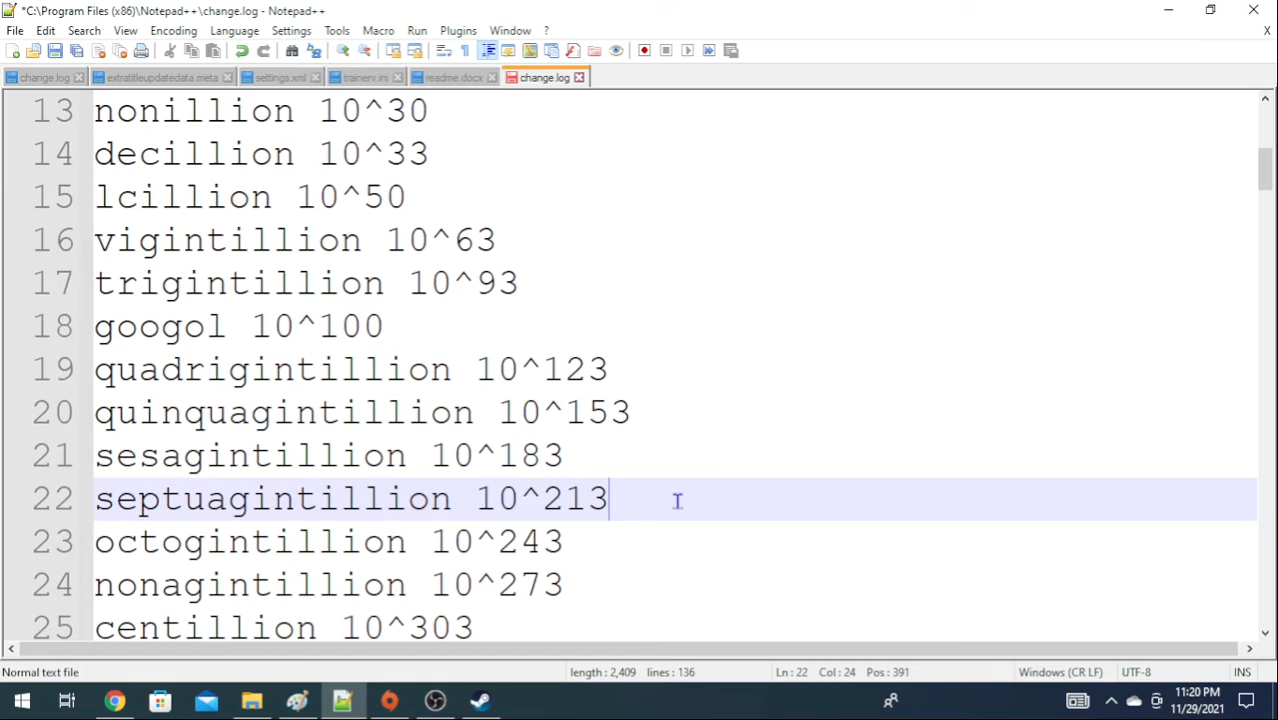 *C:\Program Files (x86)\Notepad++\change.log - Notepad++
File Edit Search View Encoding Language Settings Tools Macro Run Plugins Window ? X
change.log extratitleupdatedata.meta settings.xml trainerv.ini readme.docx change.log
13 nonillion 10^30
14 decillion 10^33
15 lcillion 10^50
16 vigintillion 10^63
17 trigintillion 10^93
18 googol 10^100
19 quadrigintillion 10^123
20 quinquagintillion 10^153
21 sesagintillion 10^183
22 septuagintillion 10^213
23 octogintillion 10^243
24 nonagintillion 10^273
25 centillion 10^303
Normal text file length : 2,409 lines : 136 Ln : 22 Col : 24 Pos : 391 Windows (CR LF) UTF-8 INS
11:20 PM
11/29/2021